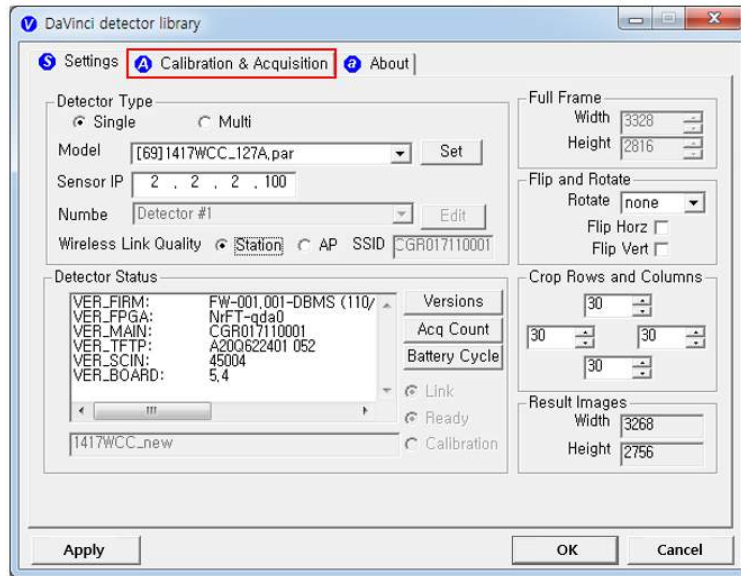 DaVinci detector library
Settings
Calibration & Acquisition
About
Detector Type
Single Multi
Model [69]1417WCC_127A.par Set
Sensor IP 2 . 2 . 2 . 100
Numbe Detector #1 Edit
Wireless Link Quality Station AP SSID CGR017110001
Detector Status
VER_FIRM: FW-001,001-DBMS (110/
VER_FPGA: NrFT-qda0
VER_MAIN: CGR017110001
VER_TFTP: A20Q622401 052
VER_SCIN: 45004
VER_BOARD: 5,4
Versions
Acq Count
Battery Cycle
Link
Ready
Calibration
1417WCC_new
Full Frame
Width 3328
Height 2816
Flip and Rotate
Rotate none
Flip Horz
Flip Vert
Crop Rows and Columns
30
30 30
30
Result Images
Width 3268
Height 2756
Apply OK Cancel